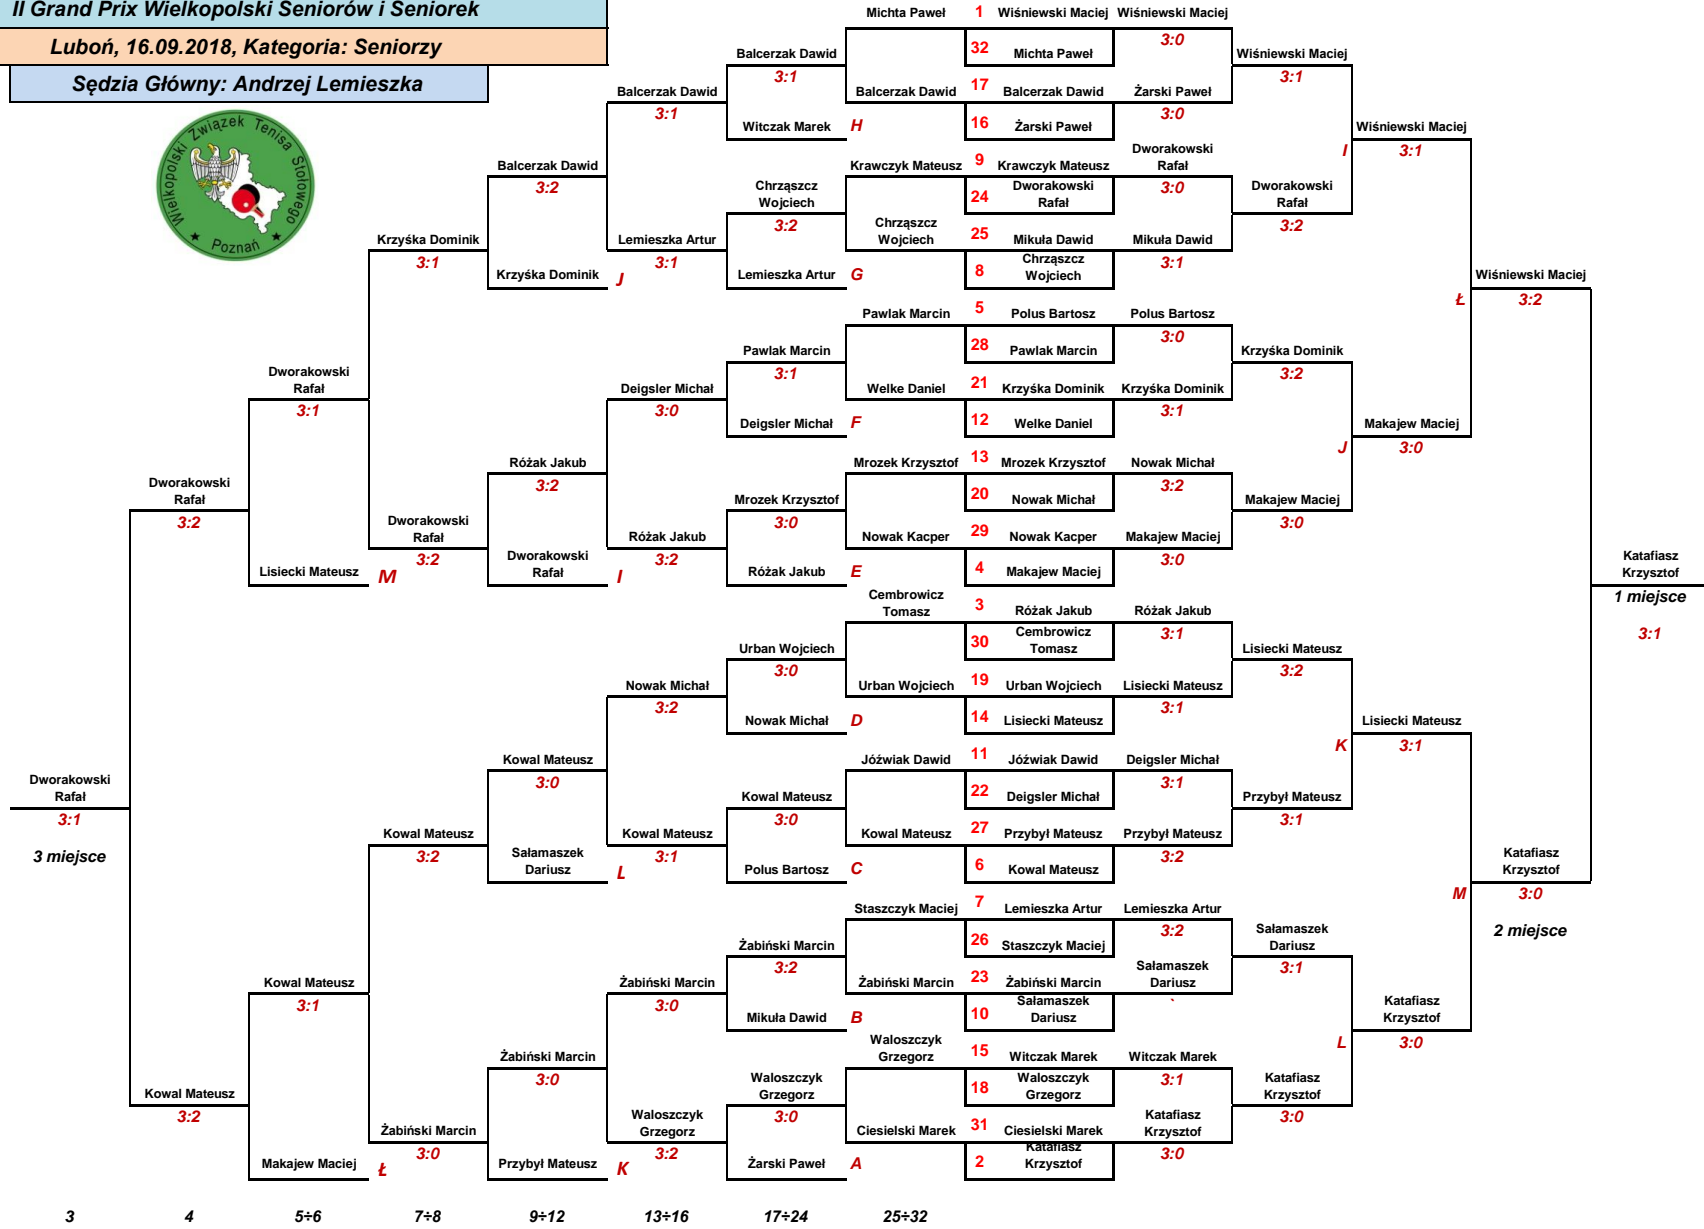 II Grand Prix Wielkopolski Seniorów i Seniorek
Luboń, 16.09.2018, Kategoria: Seniorzy
Sędzia Główny: Andrzej Lemieszka
Wielkopolski Związek Tenisa Stołowego
Poznań
Michta Paweł 1 Wiśniewski Maciej Wiśniewski Maciej
32 Michta Paweł 3:0
Balcerzak Dawid Wiśniewski Maciej
3:1 3:1
Balcerzak Dawid Balcerzak Dawid 17 Balcerzak Dawid Żarski Paweł
3:1 3:0
Witczak Marek H 16 Żarski Paweł Wiśniewski Maciej
I 3:1
Balcerzak Dawid Krawczyk Mateusz 9 Krawczyk Mateusz Dworakowski Rafał
3:2 3:0
Chrząszcz Wojciech 24 Dworakowski Rafał Dworakowski Rafał
3:2 3:2
Krzyśka Dominik Lemieszka Artur Chrząszcz Wojciech 25 Mikuła Dawid Mikuła Dawid
3:1 3:1 3:1
Krzyśka Dominik J Lemieszka Artur G 8 Chrząszcz Wojciech Wiśniewski Maciej
Ł 3:2
Pawlak Marcin 5 Polus Bartosz Polus Bartosz
3:0
Pawlak Marcin 28 Pawlak Marcin Krzyśka Dominik
3:1 3:2
Dworakowski Rafał Deigsler Michał Welke Daniel 21 Krzyśka Dominik Krzyśka Dominik
3:1 3:0 3:1
Deigsler Michał F 12 Welke Daniel Makajew Maciej
J 3:0
Różak Jakub Mrozek Krzysztof 13 Mrozek Krzysztof Nowak Michał
3:2 3:2
Dworakowski Rafał Mrozek Krzysztof 20 Nowak Michał Makajew Maciej
3:2 3:0 3:0
Dworakowski Rafał Różak Jakub Nowak Kacper 29 Nowak Kacper Makajew Maciej
3:2 3:2 3:0
Lisiecki Mateusz M Dworakowski Rafał I Różak Jakub E 4 Makajew Maciej Katafiasz Krzysztof
1 miejsce
3:1
Cembrowicz Tomasz 3 Różak Jakub Różak Jakub
3:1
Urban Wojciech 30 Cembrowicz Tomasz Lisiecki Mateusz
3:0 3:2
Nowak Michał Urban Wojciech 19 Urban Wojciech Lisiecki Mateusz
3:2 3:1
Nowak Michał D 14 Lisiecki Mateusz Lisiecki Mateusz
K 3:1
Kowal Mateusz Jóźwiak Dawid 11 Jóźwiak Dawid Deigsler Michał
3:0 3:1
Dworakowski Rafał Kowal Mateusz 22 Deigsler Michał Przybył Mateusz
3:1 3:0 3:1
3 miejsce
Kowal Mateusz Kowal Mateusz Kowal Mateusz 27 Przybył Mateusz Przybył Mateusz
3:2 3:1 3:2
Sałamaszek Dariusz L Polus Bartosz C 6 Kowal Mateusz Katafiasz Krzysztof
M 3:0
2 miejsce
Staszczyk Maciej 7 Lemieszka Artur Lemieszka Artur
3:2
Żabiński Marcin 26 Staszczyk Maciej Sałamaszek Dariusz
3:2 3:1
Kowal Mateusz Żabiński Marcin Żabiński Marcin 23 Żabiński Marcin Sałamaszek Dariusz
3:1 3:0 `
Mikuła Dawid B 10 Sałamaszek Dariusz Katafiasz Krzysztof
L 3:0
Żabiński Marcin Waloszczyk Grzegorz 15 Witczak Marek Witczak Marek
3:0 3:1
Kowal Mateusz Waloszczyk Grzegorz 18 Waloszczyk Grzegorz Katafiasz Krzysztof
3:2 3:0 3:0
Żabiński Marcin Waloszczyk Grzegorz Ciesielski Marek 31 Ciesielski Marek Katafiasz Krzysztof
3:0 3:2 3:0
Makajew Maciej Ł Przybył Mateusz K Żarski Paweł A 2 Katafiasz Krzysztof
3 4 5÷6 7÷8 9÷12 13÷16 17÷24 25÷32